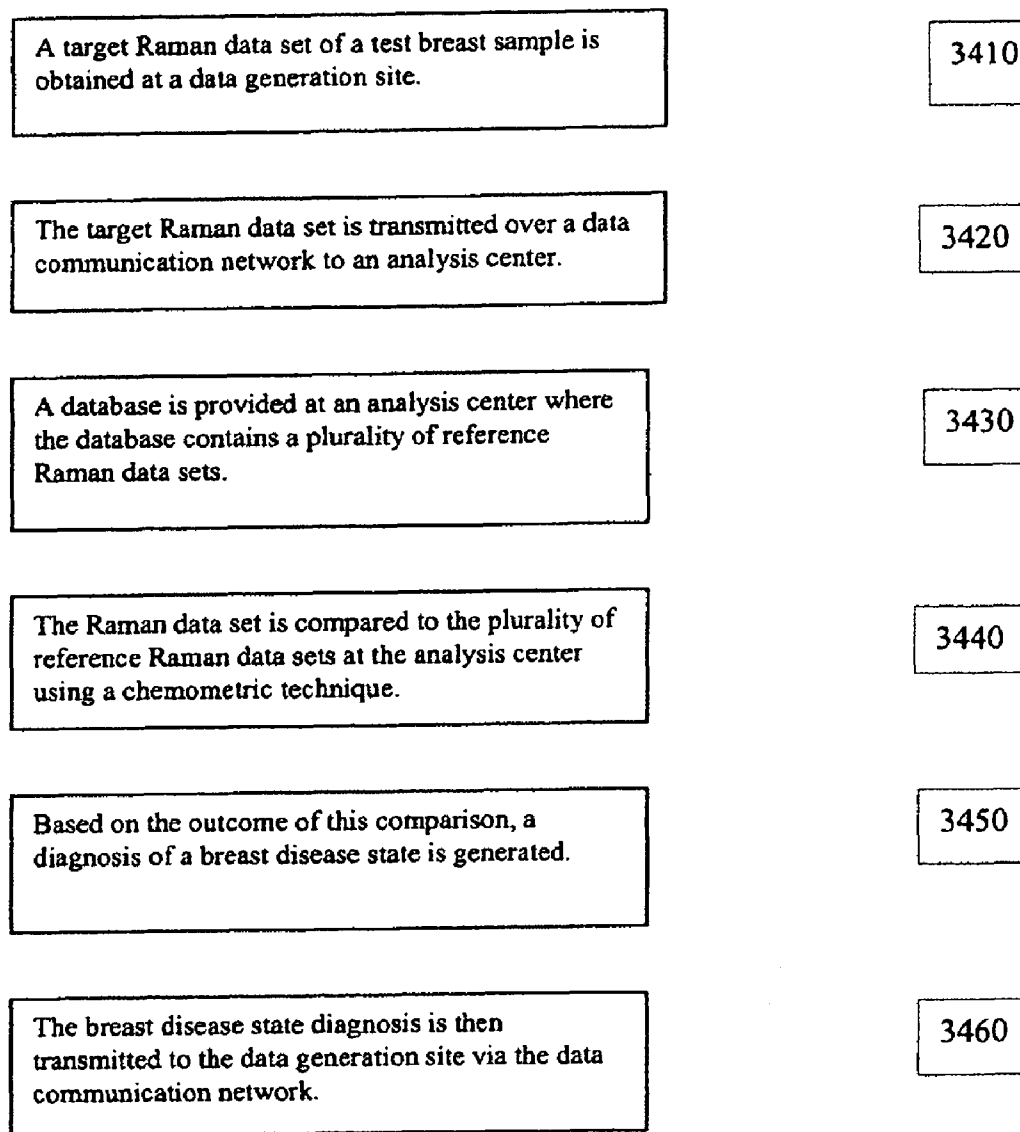 A target Raman data set of a test breast sample is
obtained at a data generation site.
3410
The target Raman data set is transmitted over a data
communication network to an analysis center.
3420
A database is provided at an analysis center where
the database contains a plurality of reference
Raman data sets.
3430
The Raman data set is compared to the plurality of
reference Raman data sets at the analysis center
using a chemometric technique.
3440
Based on the outcome of this comparison, a
diagnosis of a breast disease state is generated.
3450
The breast disease state diagnosis is then
transmitted to the data generation site via the data
communication network.
3460